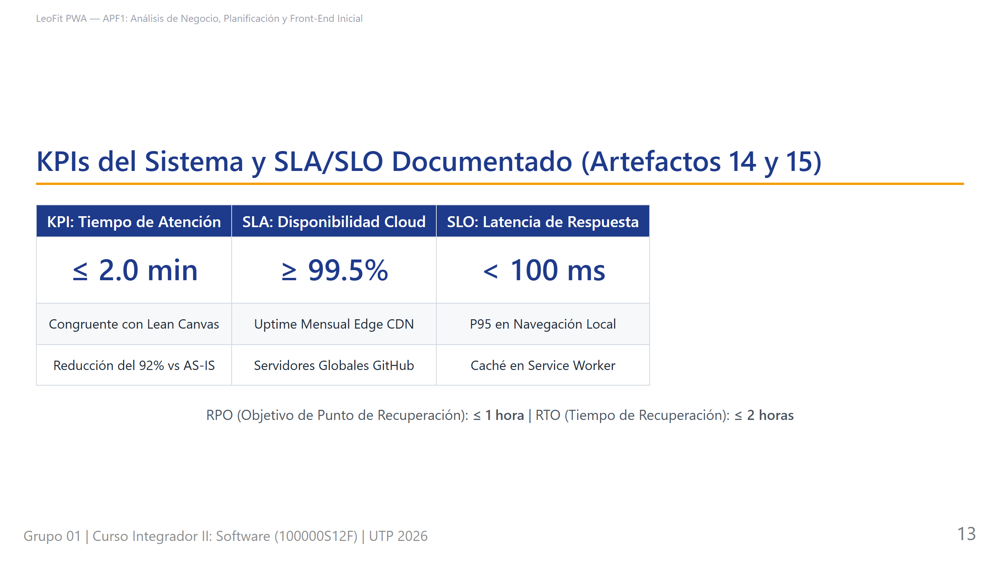 LeoFit PWA — APF1: Análisis de Negocio, Planificación y Front-End Inicial
KPIs del Sistema y SLA/SLO Documentado (Artefactos 14 y 15)
KPI: Tiempo de Atención SLA: Disponibilidad Cloud SLO: Latencia de Respuesta
≤ 2.0 min ≥ 99.5% < 100 ms
Congruente con Lean Canvas Uptime Mensual Edge CDN P95 en Navegación Local
Reducción del 92% vs AS-IS Servidores Globales GitHub Caché en Service Worker
RPO (Objetivo de Punto de Recuperación): ≤ 1 hora | RTO (Tiempo de Recuperación): ≤ 2 horas
Grupo 01 | Curso Integrador II: Software (100000S12F) | UTP 2026
13